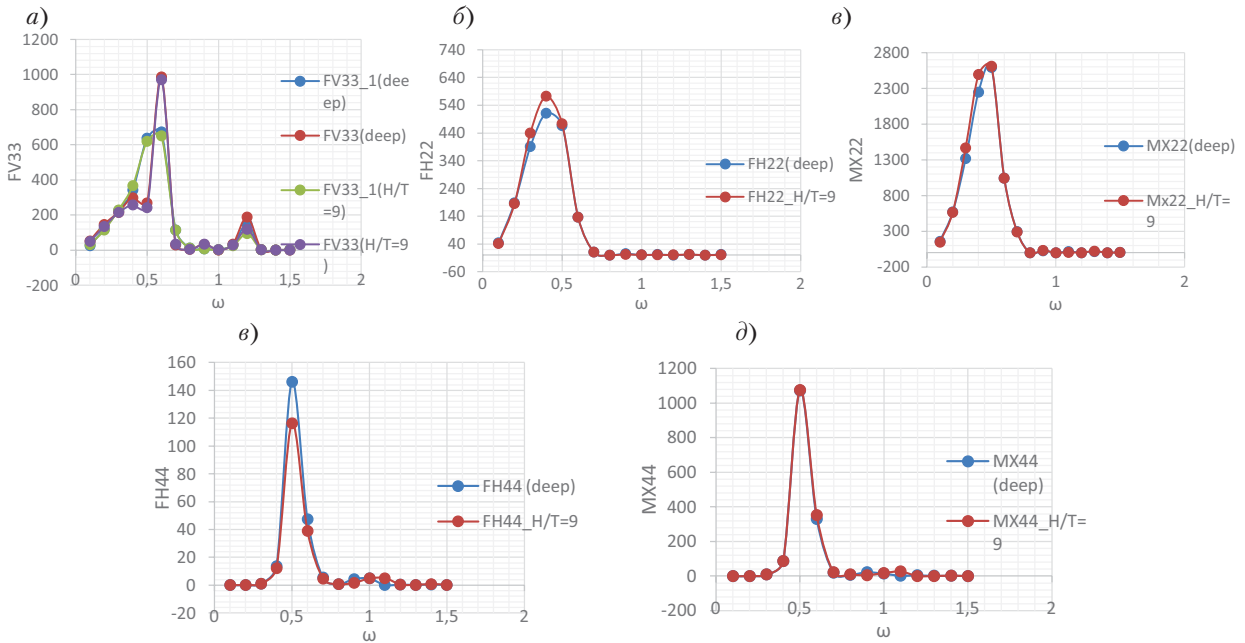 а)
1200
1000
800
600
400
200
0
-200
FV33
0
0,5
1
1,5
2
ω
FV33_1(dee
ep)
FV33(deep)
FV33_1(H/T
=9)
FV33(H/T=9
)
б)
740
640
540
440
340
240
140
40
-60
FH22
0
0,5
1
1,5
2
ω
FH22(deep)
FH22_H/T=9
в)
2800
2300
1800
1300
800
300
-200
MX22
0
0,5
1
1,5
2
ω
MX22(deep)
Mx22_H/T=
9
в)
160
140
120
100
80
60
40
20
0
-20
FH44
0
0,5
1
1,5
2
ω
FH44 (deep)
FH44_H/T=9
д)
1200
1000
800
600
400
200
0
-200
MX44
0
0,5
1
1,5
2
ω
MX44
(deep)
MX44_H/T=
9